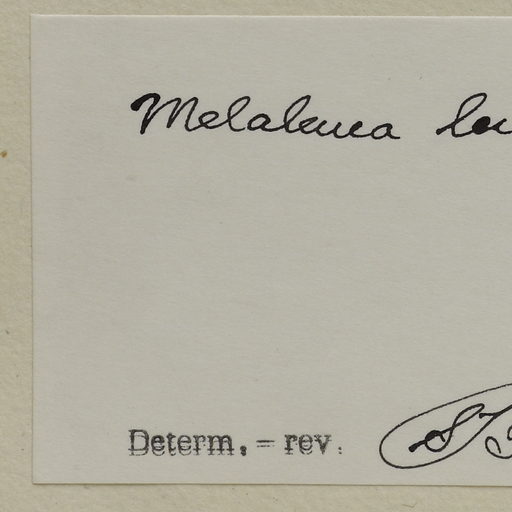 Melaleuca
Determ. = rev.